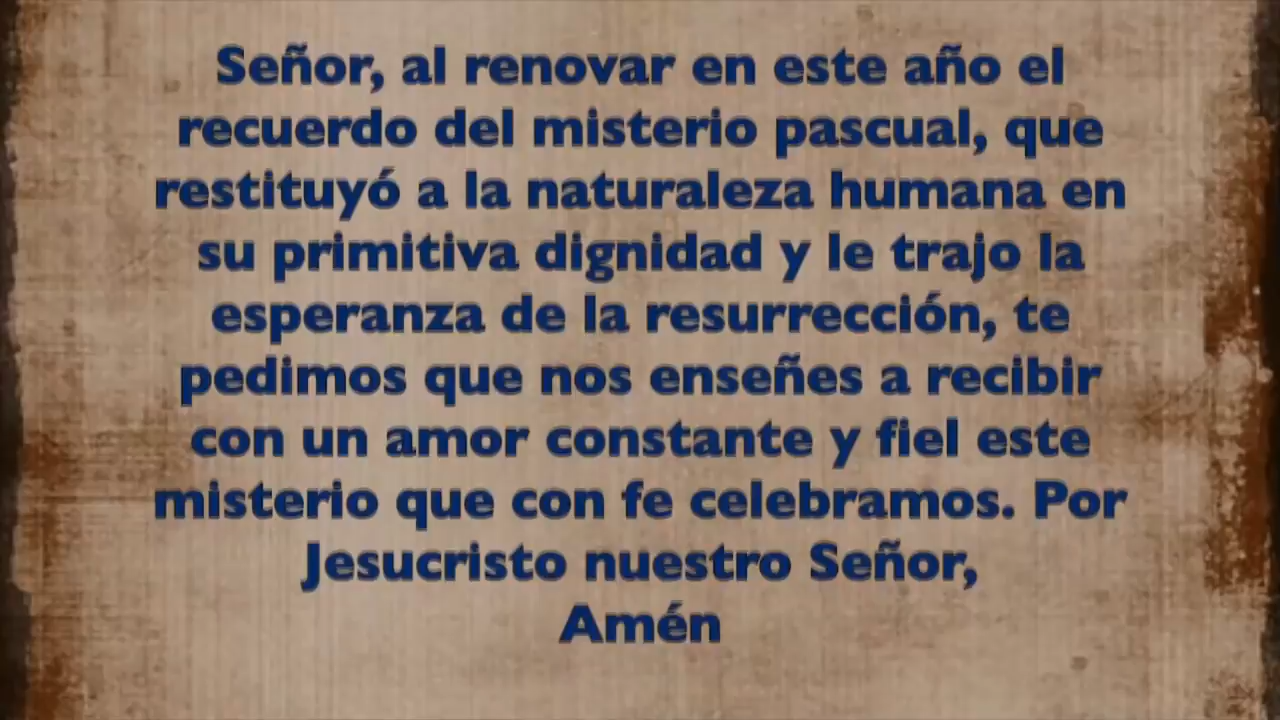 Señor, al renovar en este año el
recuerdo del misterio pascual, que
restituyó a la naturaleza humana en
su primitiva dignidad y le trajo la
esperanza de la resurrección, te
pedimos que nos enseñes a recibir
con un amor constante y fiel este
misterio que con fe celebramos. Por
Jesucristo nuestro Señor,
Amén